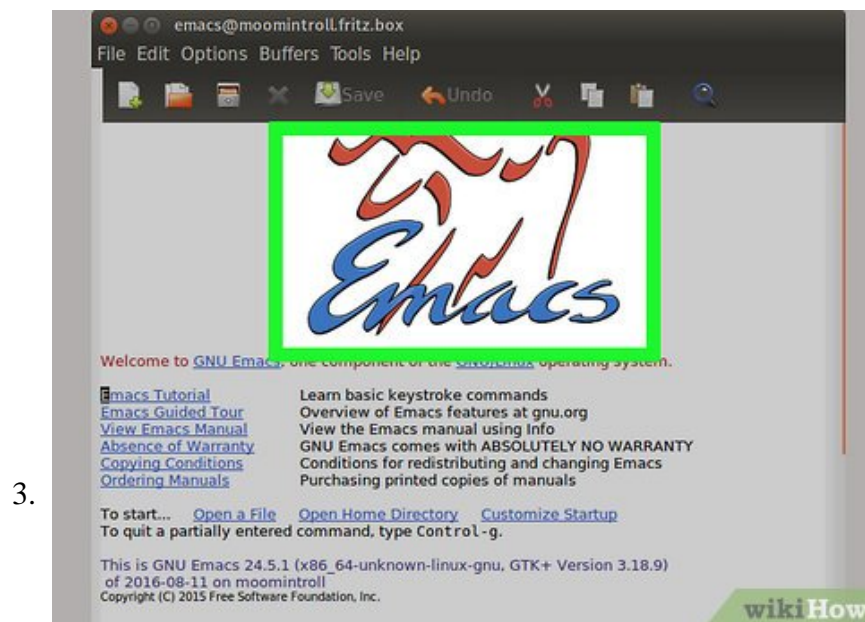 emacs@moomintroll.fritz.box
File Edit Options Buffers Tools Help
Save Undo
Emacs
Welcome to GNU Emacs, one component of the GNU/Linux operating system.
Emacs Tutorial Learn basic keystroke commands
Emacs Guided Tour Overview of Emacs features at gnu.org
View Emacs Manual View the Emacs manual using Info
Absence of Warranty GNU Emacs comes with ABSOLUTELY NO WARRANTY
Copying Conditions Conditions for redistributing and changing Emacs
Ordering Manuals Purchasing printed copies of manuals
3.
To start... Open a File Open Home Directory Customize Startup
To quit a partially entered command, type Control-g.
This is GNU Emacs 24.5.1 (x86_64-unknown-linux-gnu, GTK+ Version 3.18.9)
of 2016-08-11 on moomintroll
Copyright (C) 2015 Free Software Foundation, Inc.
wikiHow